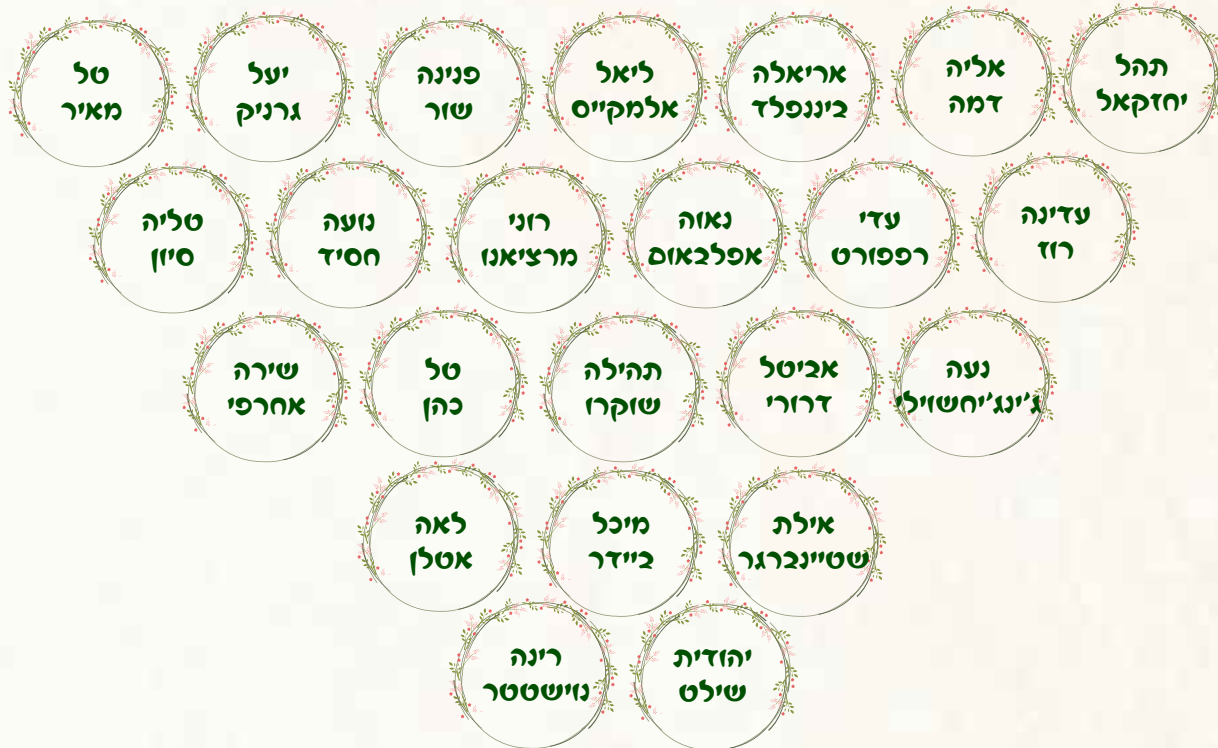 תהל
יחזקאל
אליה
דמה
אריאלה
ביננפלד
ליאל
אלמקייס
פנינה
שור
יעל
גרניק
טל
מאיר
עדינה
רוז
עדי
רפפורט
נאוה
אפלבאום
רוני
מרציאנו
נועה
חסיד
טליה
סיון
נעה
ג'ינג'יחשוילי
אביטל
דרורי
תהילה
שוקרו
טל
כהן
שירה
אחרפי
אילת
שטיינברגר
מיכל
ביידר
לאה
אטלן
יהודית
שילט
רינה
נוישטטר